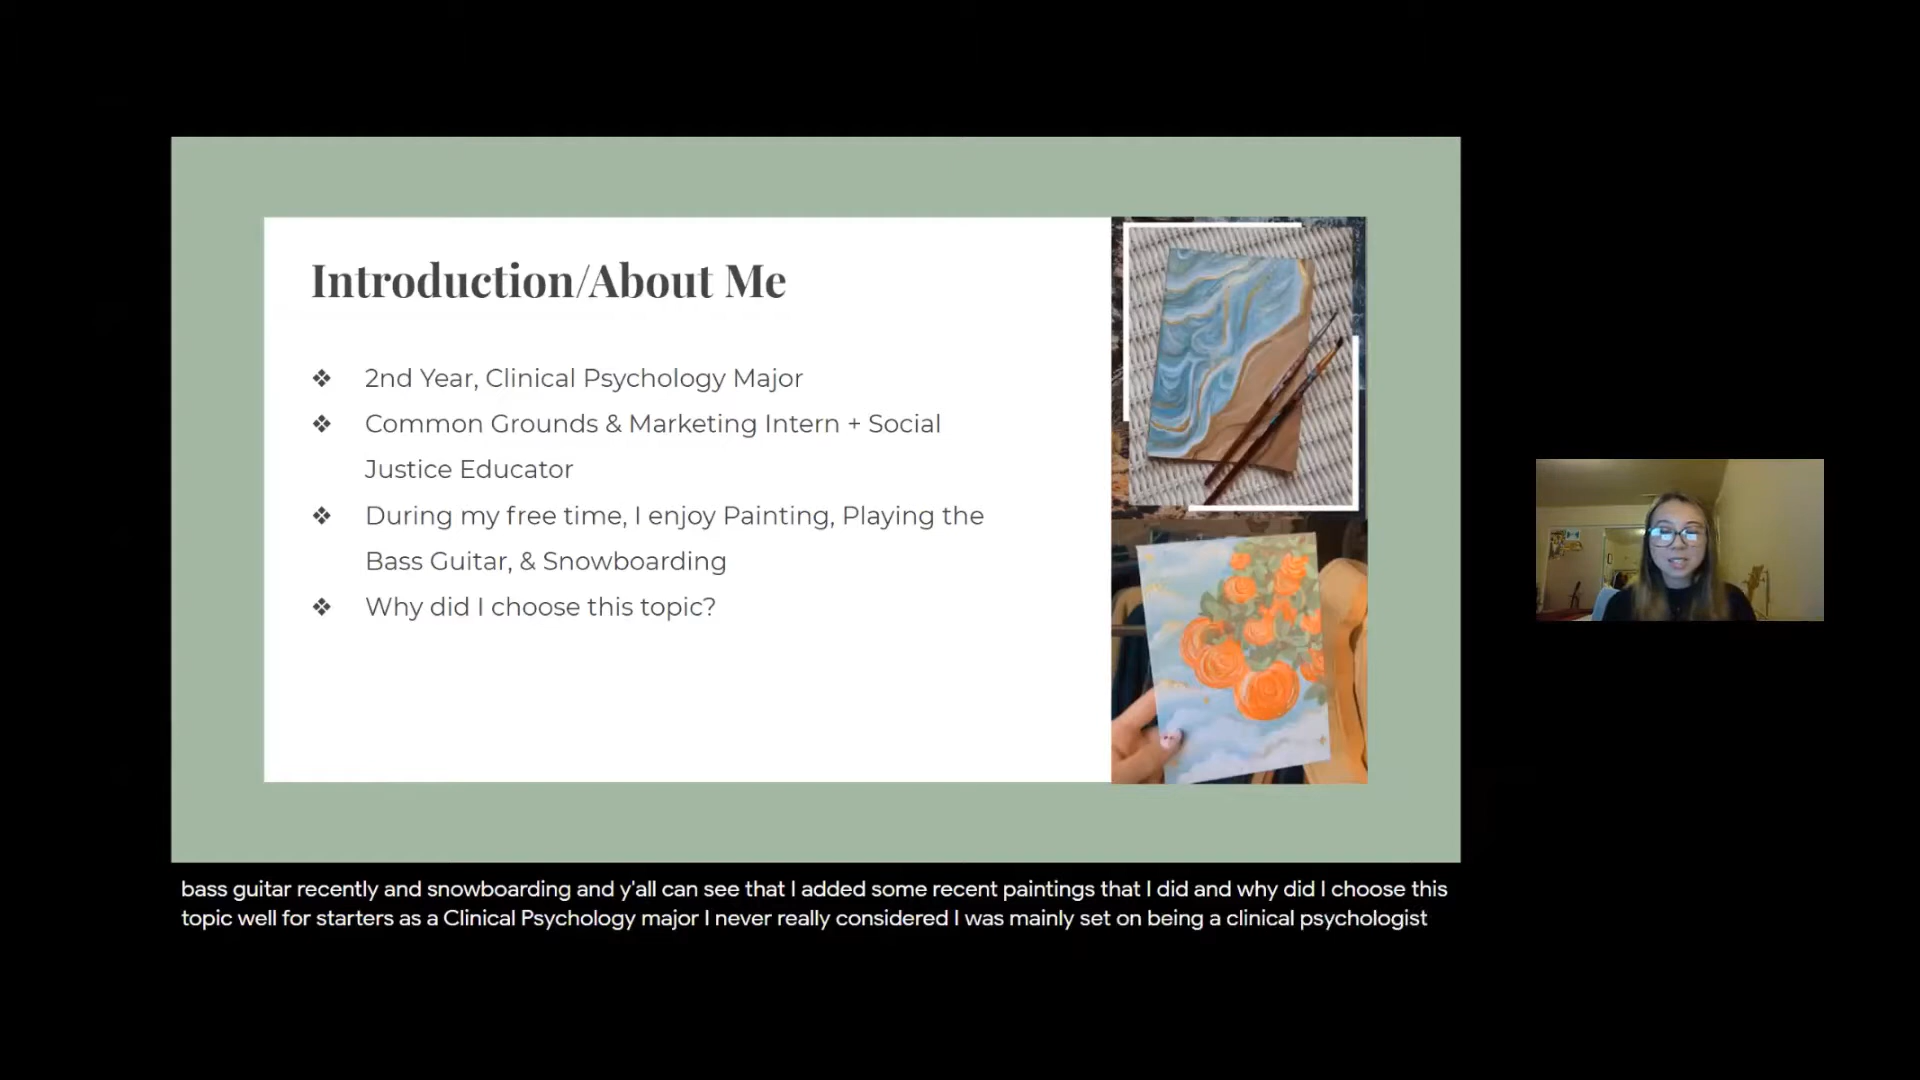 Introduction/About Me
❖ 2nd Year, Clinical Psychology Major
❖ Common Grounds & Marketing Intern + Social
Justice Educator
❖ During my free time, I enjoy Painting, Playing the
Bass Guitar, & Snowboarding
❖ Why did I choose this topic?
bass guitar recently and snowboarding and y'all can see that I added some recent paintings that I did and why did I choose this
topic well for starters as a Clinical Psychology major I never really considered I was mainly set on being a clinical psychologist